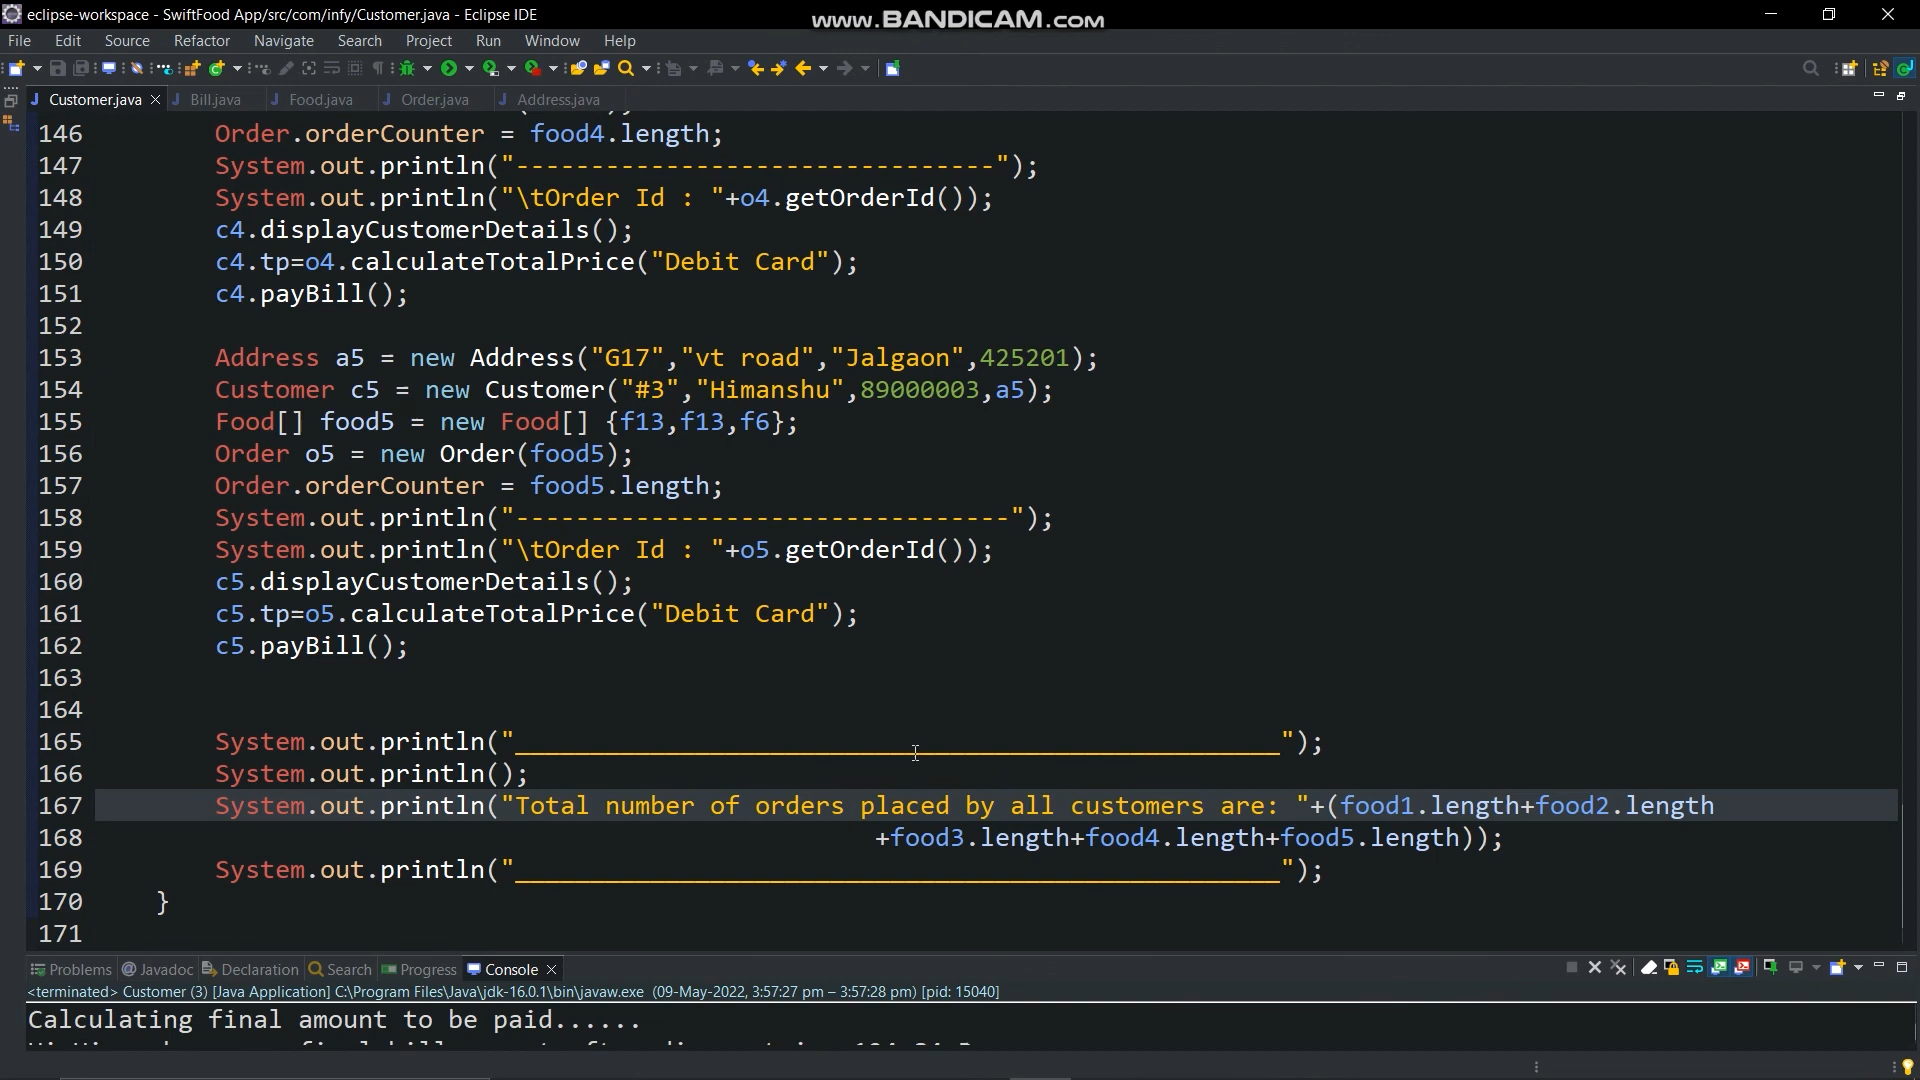 eclipse-workspace - SwiftFood App/src/com/infy/Customer.java - Eclipse IDE
www.BANDICAM.com
File Edit Source Refactor Navigate Search Project Run Window Help
Customer.java Bill.java Food.java Order.java Address.java
146 Order.orderCounter = food4.length;
147 System.out.println("--------------------------------");
148 System.out.println("\tOrder Id : "+o4.getOrderId());
149 c4.displayCustomerDetails();
150 c4.tp=o4.calculateTotalPrice("Debit Card");
151 c4.payBill();
152
153 Address a5 = new Address("G17","vt road","Jalgaon",425201);
154 Customer c5 = new Customer("#3","Himanshu",89000003,a5);
155 Food[] food5 = new Food[] {f13,f13,f6};
156 Order o5 = new Order(food5);
157 Order.orderCounter = food5.length;
158 System.out.println("---------------------------------");
159 System.out.println("\tOrder Id : "+o5.getOrderId());
160 c5.displayCustomerDetails();
161 c5.tp=o5.calculateTotalPrice("Debit Card");
162 c5.payBill();
163
164
165 System.out.println("___________________________________________________");
166 System.out.println();
167 System.out.println("Total number of orders placed by all customers are: "+(food1.length+food2.length
168 +food3.length+food4.length+food5.length));
169 System.out.println("___________________________________________________");
170 }
171
Problems @ Javadoc Declaration Search Progress Console
<terminated> Customer (3) [Java Application] C:\Program Files\Java\jdk-16.0.1\bin\javaw.exe (09-May-2022, 3:57:27 pm – 3:57:28 pm) [pid: 15040]
Calculating final amount to be paid......